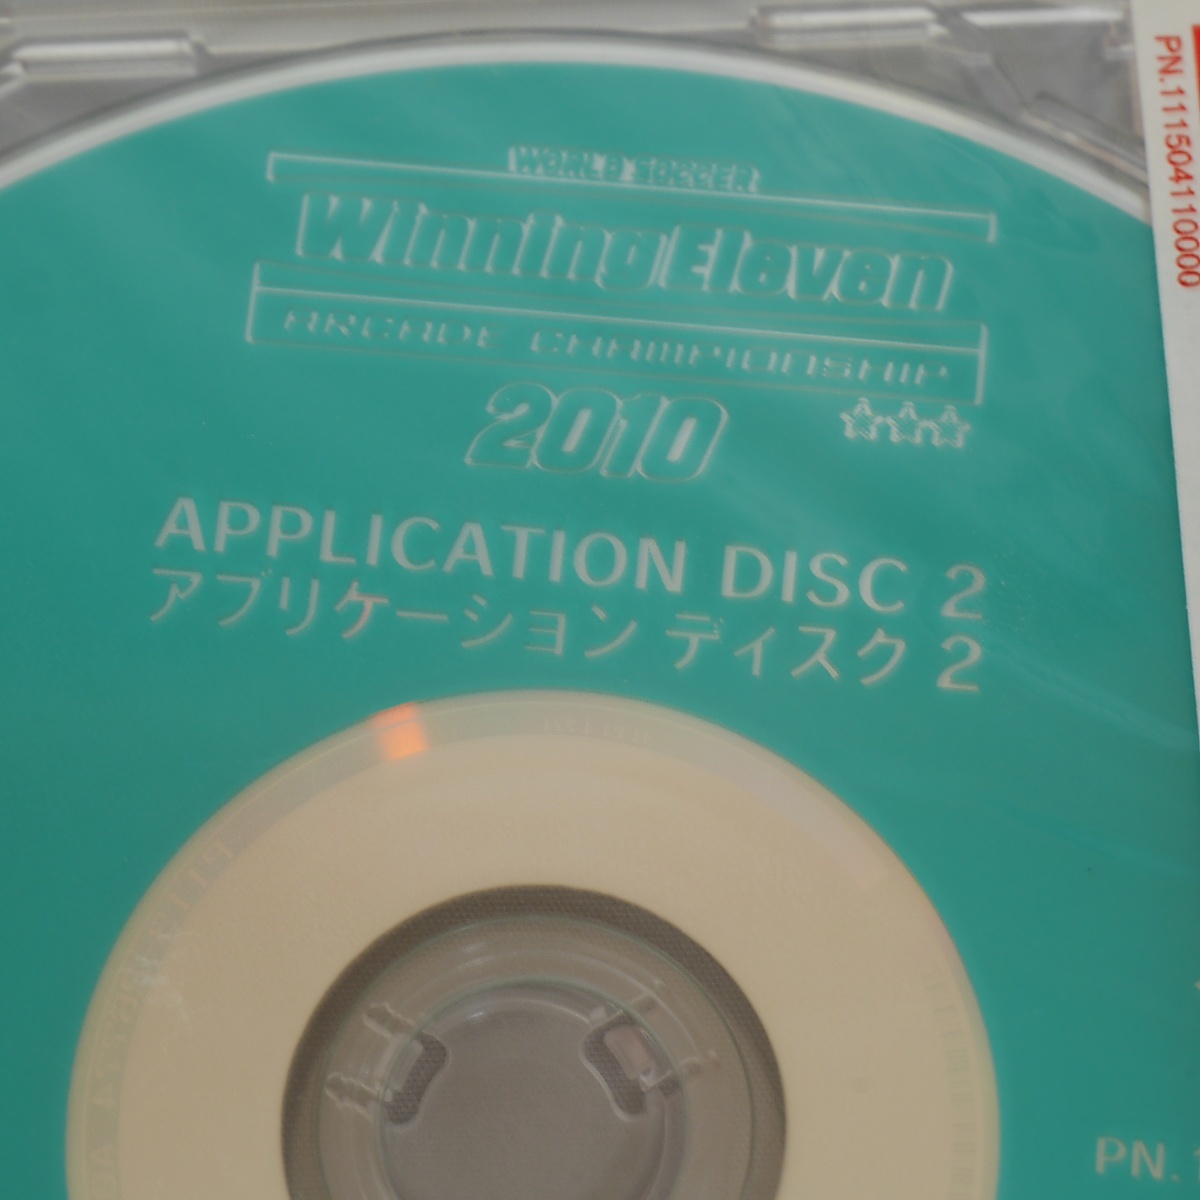 WORLD SOCCER
Winning Eleven
ARCADE CHAMPIONSHIP
2010
APPLICATION DISC 2
アプリケーション ディスク 2
PN.111504110000
PN.